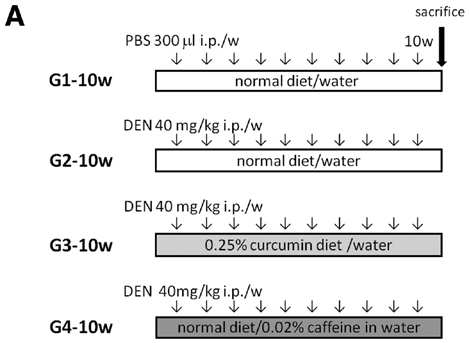 A
sacrifice
PBS 300 µl i.p./w
10w
G1-10w
normal diet/water
DEN 40 mg/kg i.p./w
G2-10w
normal diet/water
DEN 40 mg/kg i.p./w
G3-10w
0.25% curcumin diet /water
DEN 40mg/kg i.p./w
G4-10w
normal diet/0.02% caffeine in water